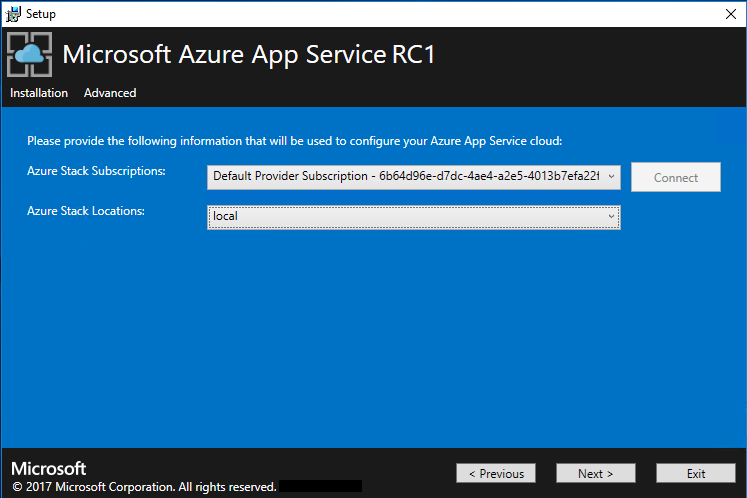 Setup
Microsoft Azure App Service RC1
Installation Advanced
Please provide the following information that will be used to configure your Azure App Service cloud:
Azure Stack Subscriptions: Default Provider Subscription - 6b64d96e-d7dc-4ae4-a2e5-4013b7efa22f Connect
Azure Stack Locations: local
Microsoft
© 2017 Microsoft Corporation. All rights reserved.
< Previous Next > Exit